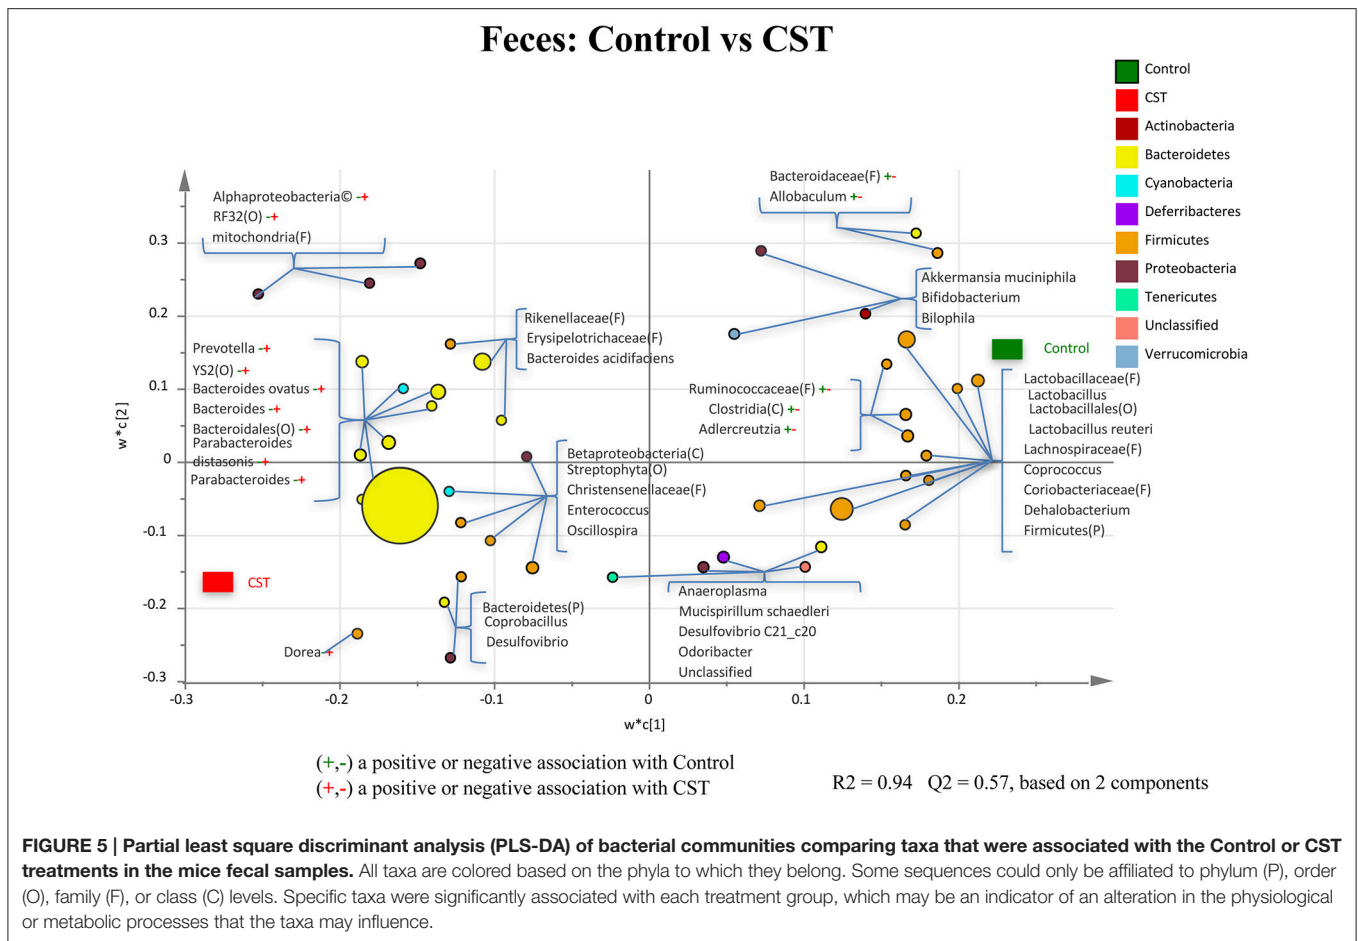 Feces: Control vs CST
Control
CST
Actinobacteria
Bacteroidetes
Cyanobacteria
Deferribacteres
Firmicutes
Proteobacteria
Tenericutes
Unclassified
Verrucomicrobia
Alphaproteobacteria© -+
RF32(O) -+
mitochondria(F)
Bacteroidaceae(F) +-
Allobaculum +-
Akkermansia muciniphila
Bifidobacterium
Bilophila
Rikenellaceae(F)
Erysipelotrichaceae(F)
Bacteroides acidifaciens
Prevotella -+
YS2(O) -+
Bacteroides ovatus -+
Bacteroides -+
Bacteroidales(O) -+
Parabacteroides
distasonis -+
Parabacteroides -+
Control
Ruminococcaceae(F) +-
Clostridia(C) +-
Adlercreutzia +-
Lactobacillaceae(F)
Lactobacillus
Lactobacillales(O)
Lactobacillus reuteri
Lachnospiraceae(F)
Coprococcus
Coriobacteriaceae(F)
Dehalobacterium
Firmicutes(P)
Betaproteobacteria(C)
Streptophyta(O)
Christensenellaceae(F)
Enterococcus
Oscillospira
CST
Bacteroidetes(P)
Coprobacillus
Desulfovibrio
Dorea-+
Anaeroplasma
Mucispirillum schaedleri
Desulfovibrio C21_c20
Odoribacter
Unclassified
w*c[2]
0.3
0.2
0.1
0
-0.1
-0.2
-0.3
-0.3 -0.2 -0.1 0 0.1 0.2
w*c[1]
(+,-) a positive or negative association with Control
(+,-) a positive or negative association with CST
R2 = 0.94 Q2 = 0.57, based on 2 components
FIGURE 5 | Partial least square discriminant analysis (PLS-DA) of bacterial communities comparing taxa that were associated with the Control or CST
treatments in the mice fecal samples. All taxa are colored based on the phyla to which they belong. Some sequences could only be affiliated to phylum (P), order
(O), family (F), or class (C) levels. Specific taxa were significantly associated with each treatment group, which may be an indicator of an alteration in the physiological
or metabolic processes that the taxa may influence.